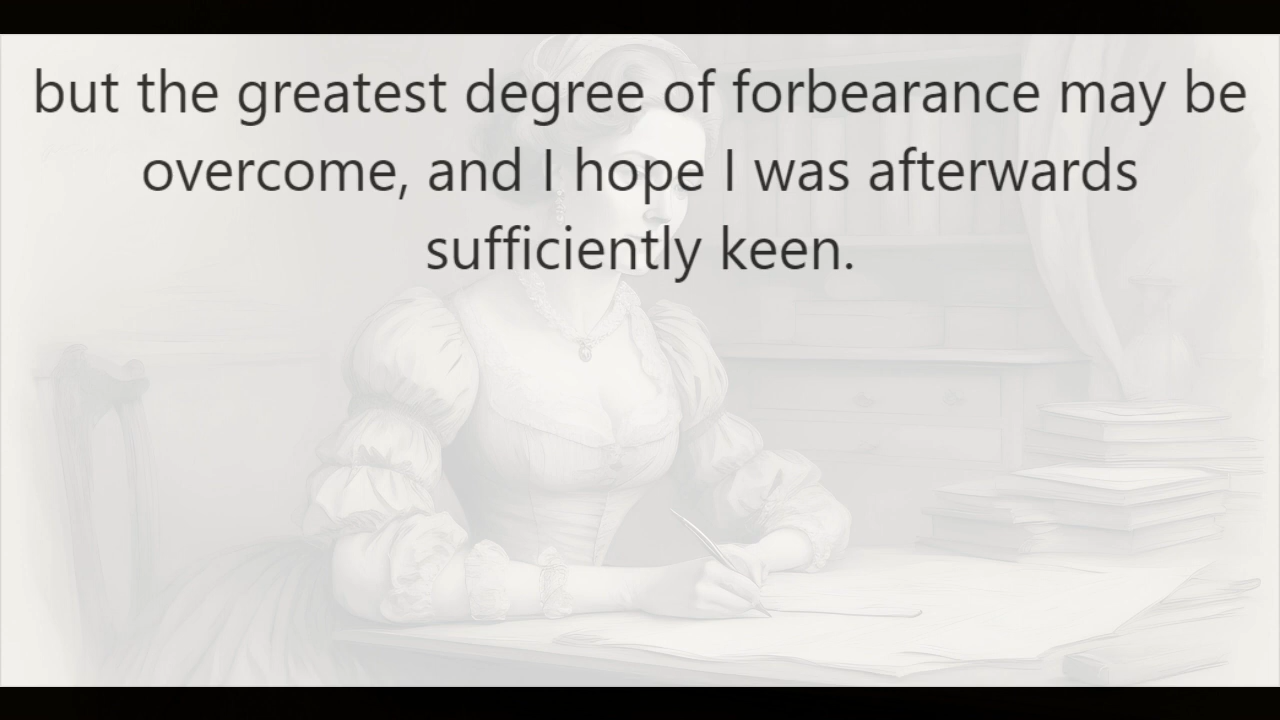 but the greatest degree of forbearance may be
overcome, and I hope I was afterwards
sufficiently keen.